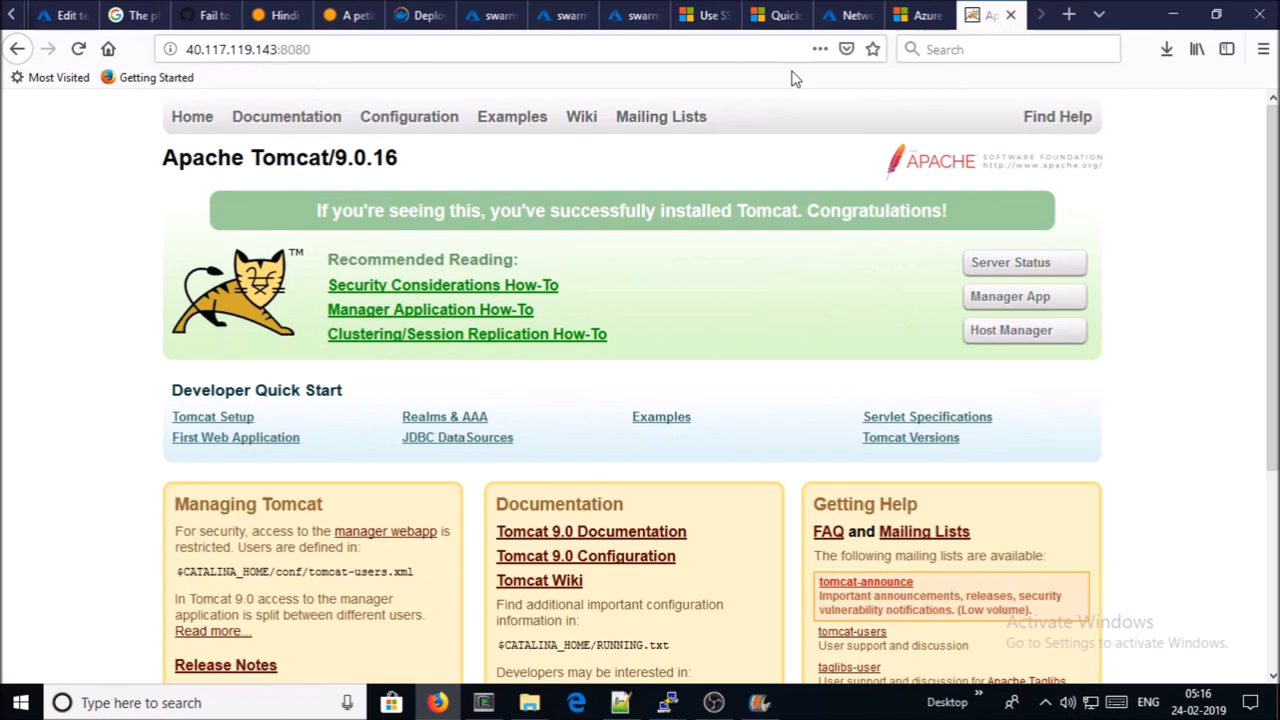 Edit te
The pl
Fail to
Hindi
A peti
Deplo
swarm
swarm
swarm
Use SS
Quick
Netw
Azure
Ap
40.117.119.143:8080
Search
Most Visited
Getting Started
Home Documentation Configuration Examples Wiki Mailing Lists Find Help
Apache Tomcat/9.0.16
APACHE SOFTWARE FOUNDATION
http://www.apache.org/
If you're seeing this, you've successfully installed Tomcat. Congratulations!
TM
Recommended Reading:
Security Considerations How-To
Manager Application How-To
Clustering/Session Replication How-To
Server Status
Manager App
Host Manager
Developer Quick Start
Tomcat Setup
First Web Application
Realms & AAA
JDBC DataSources
Examples
Servlet Specifications
Tomcat Versions
Managing Tomcat
For security, access to the manager webapp is
restricted. Users are defined in:
$CATALINA_HOME/conf/tomcat-users.xml
In Tomcat 9.0 access to the manager
application is split between different users.
Read more...
Release Notes
Documentation
Tomcat 9.0 Documentation
Tomcat 9.0 Configuration
Tomcat Wiki
Find additional important configuration
information in:
$CATALINA_HOME/RUNNING.txt
Developers may be interested in:
Getting Help
FAQ and Mailing Lists
The following mailing lists are available:
tomcat-announce
Important announcements, releases, security
vulnerability notifications. (Low volume).
tomcat-users
User support and discussion
taglibs-user
User support and discussion for Apache Taglibs
Activate Windows
Go to Settings to activate Windows.
Type here to search
Desktop
ENG
05:16
24-02-2019